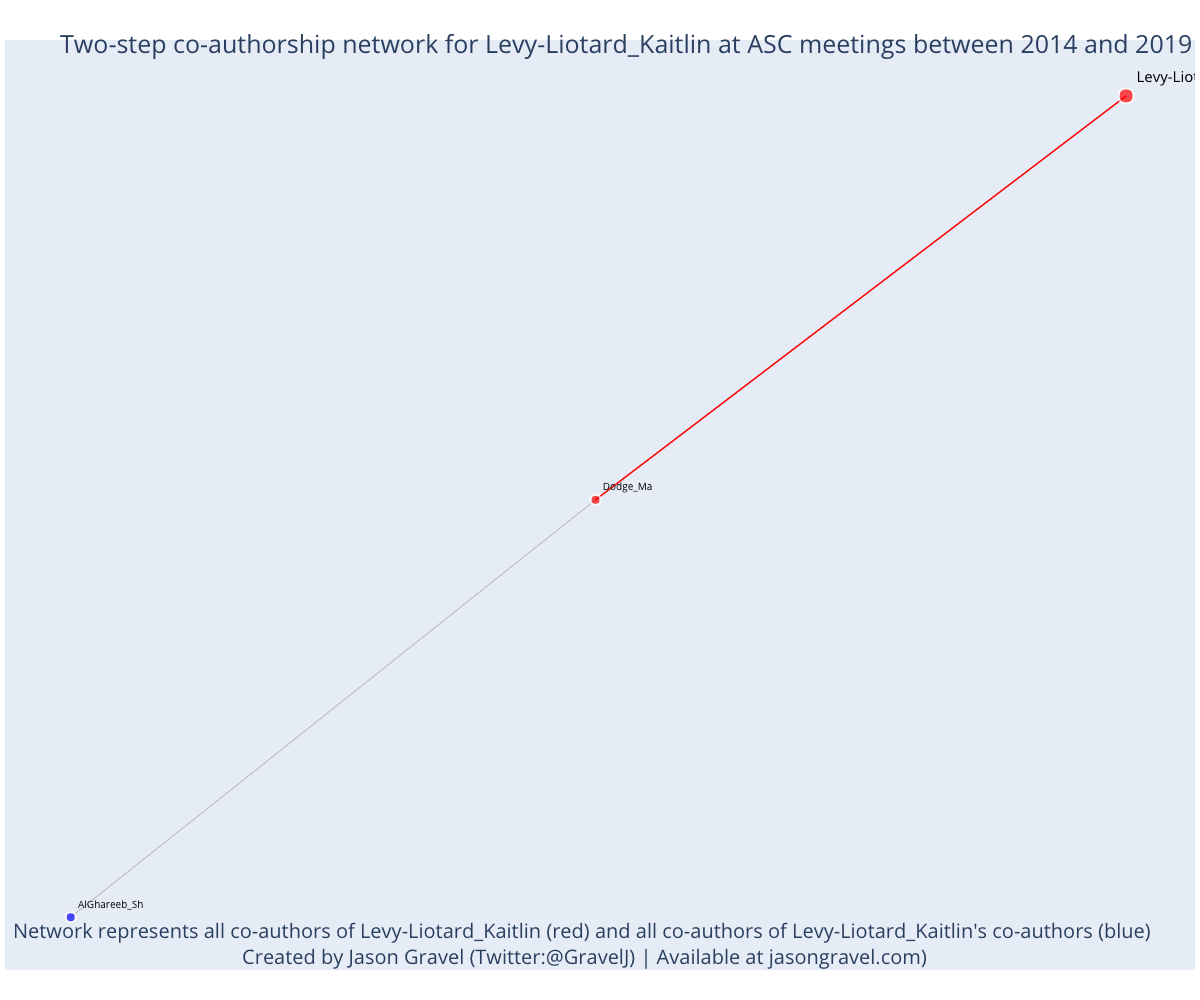 Two-step co-authorship network for Levy-Liotard_Kaitlin at ASC meetings between 2014 and 2019
Levy-Liot
Dodge_Ma
AlGhareeb_Sh
Network represents all co-authors of Levy-Liotard_Kaitlin (red) and all co-authors of Levy-Liotard_Kaitlin's co-authors (blue)
Created by Jason Gravel (Twitter:@GravelJ) | Available at jasongravel.com)